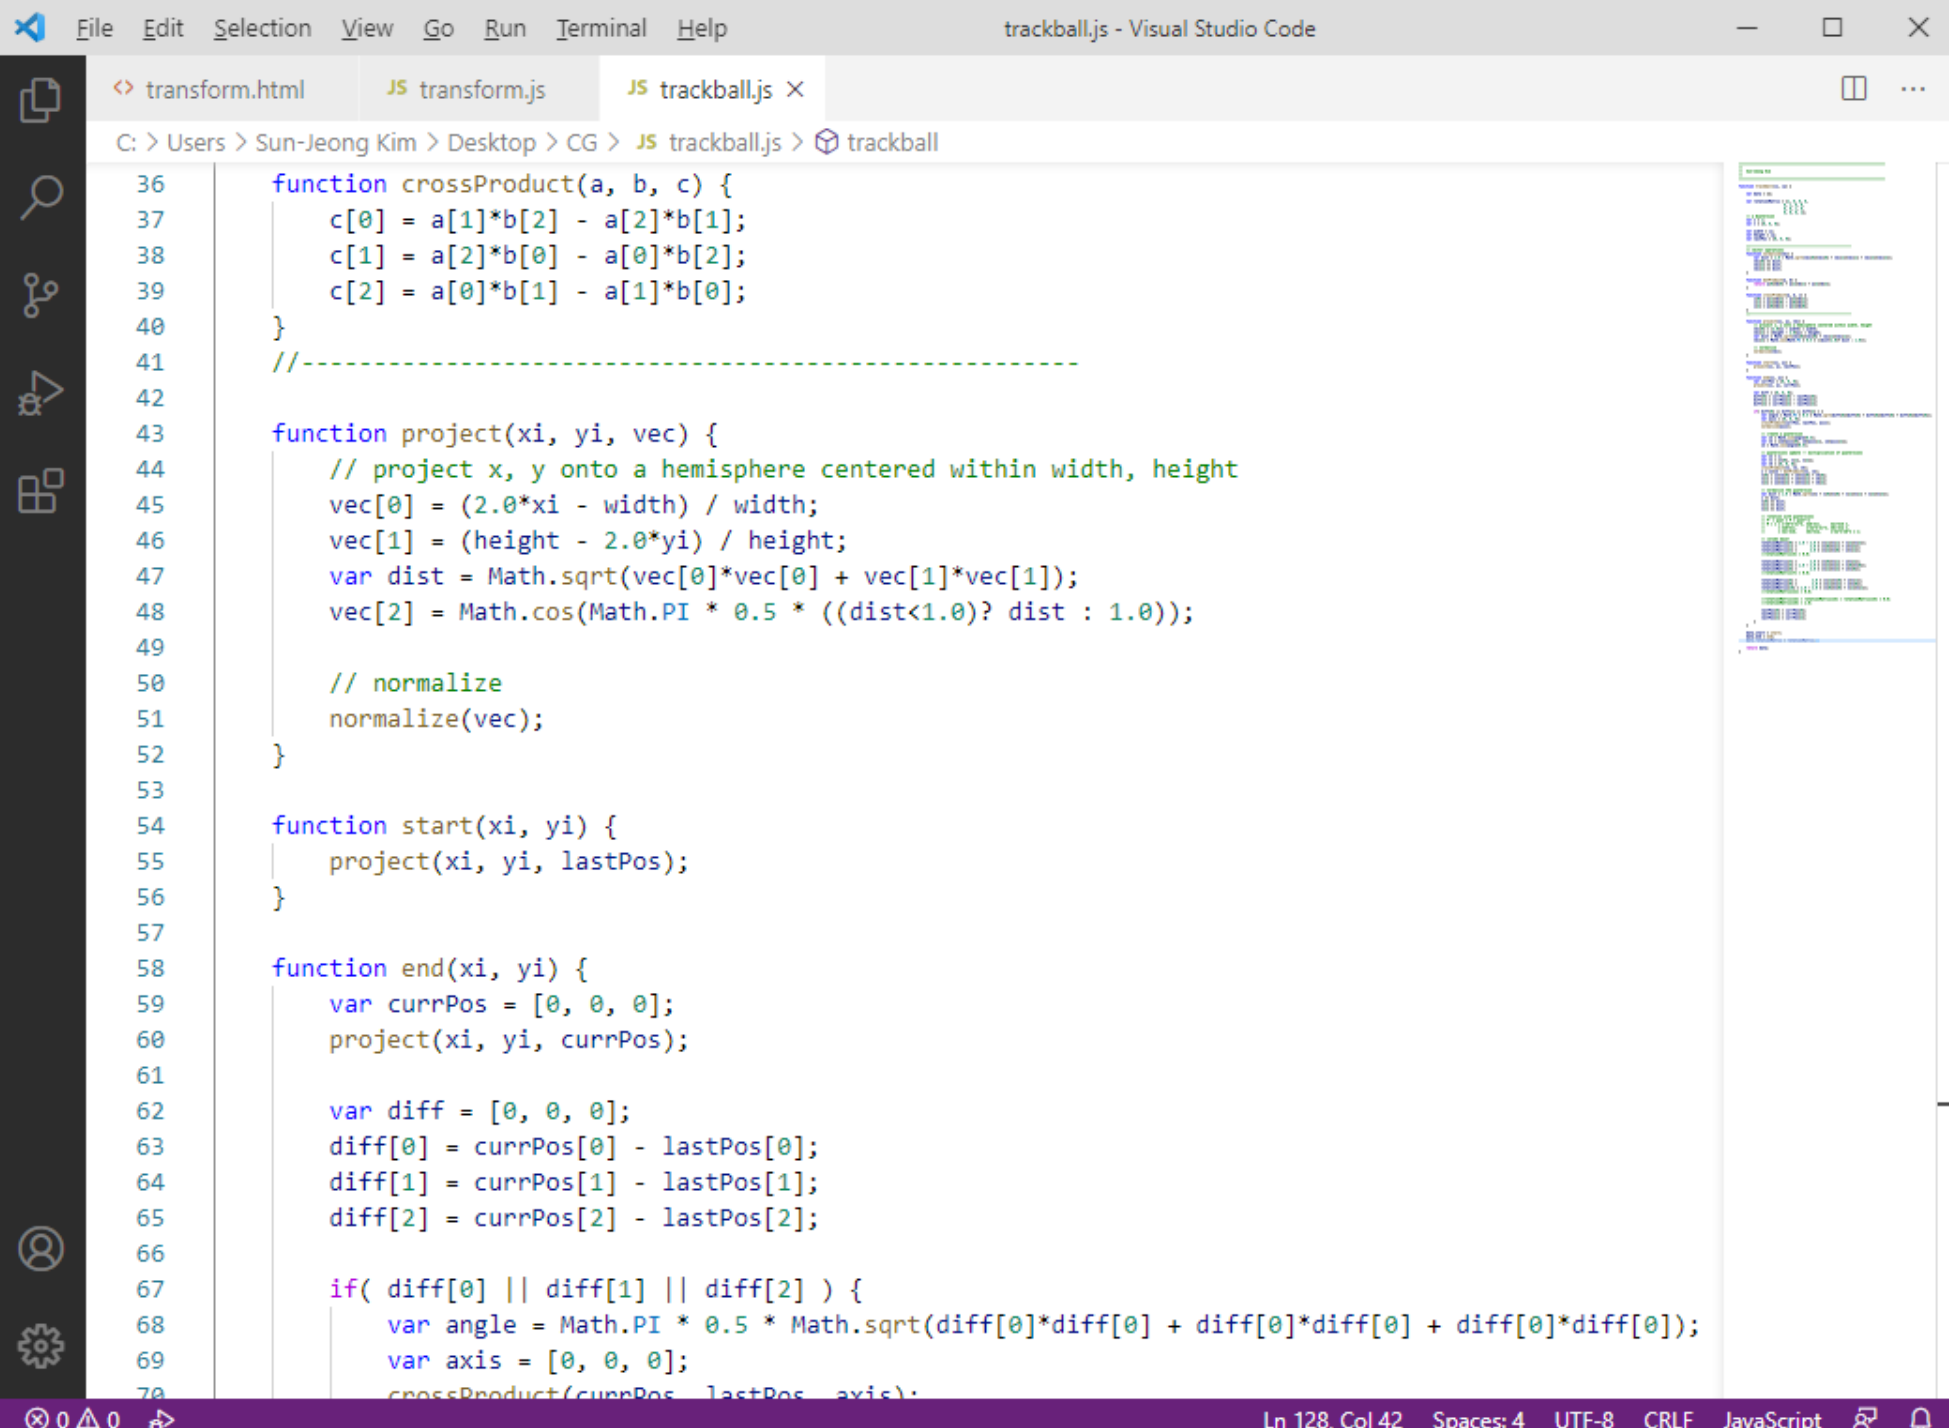 File Edit Selection View Go Run Terminal Help trackball.js - Visual Studio Code
transform.html JS transform.js JS trackball.js
C: > Users > Sun-Jeong Kim > Desktop > CG > JS trackball.js > trackball
36 function crossProduct(a, b, c) {
37 c[0] = a[1]*b[2] - a[2]*b[1];
38 c[1] = a[2]*b[0] - a[0]*b[2];
39 c[2] = a[0]*b[1] - a[1]*b[0];
40 }
41 //------------------------------------------------------
42
43 function project(xi, yi, vec) {
44 // project x, y onto a hemisphere centered within width, height
45 vec[0] = (2.0*xi - width) / width;
46 vec[1] = (height - 2.0*yi) / height;
47 var dist = Math.sqrt(vec[0]*vec[0] + vec[1]*vec[1]);
48 vec[2] = Math.cos(Math.PI * 0.5 * ((dist<1.0)? dist : 1.0));
49
50 // normalize
51 normalize(vec);
52 }
53
54 function start(xi, yi) {
55 project(xi, yi, lastPos);
56 }
57
58 function end(xi, yi) {
59 var currPos = [0, 0, 0];
60 project(xi, yi, currPos);
61
62 var diff = [0, 0, 0];
63 diff[0] = currPos[0] - lastPos[0];
64 diff[1] = currPos[1] - lastPos[1];
65 diff[2] = currPos[2] - lastPos[2];
66
67 if( diff[0] || diff[1] || diff[2] ) {
68 var angle = Math.PI * 0.5 * Math.sqrt(diff[0]*diff[0] + diff[0]*diff[0] + diff[0]*diff[0]);
69 var axis = [0, 0, 0];
70 crossProduct(currPos, lastPos, axis);
0 0 Ln 128, Col 42 Spaces: 4 UTF-8 CRLF JavaScript